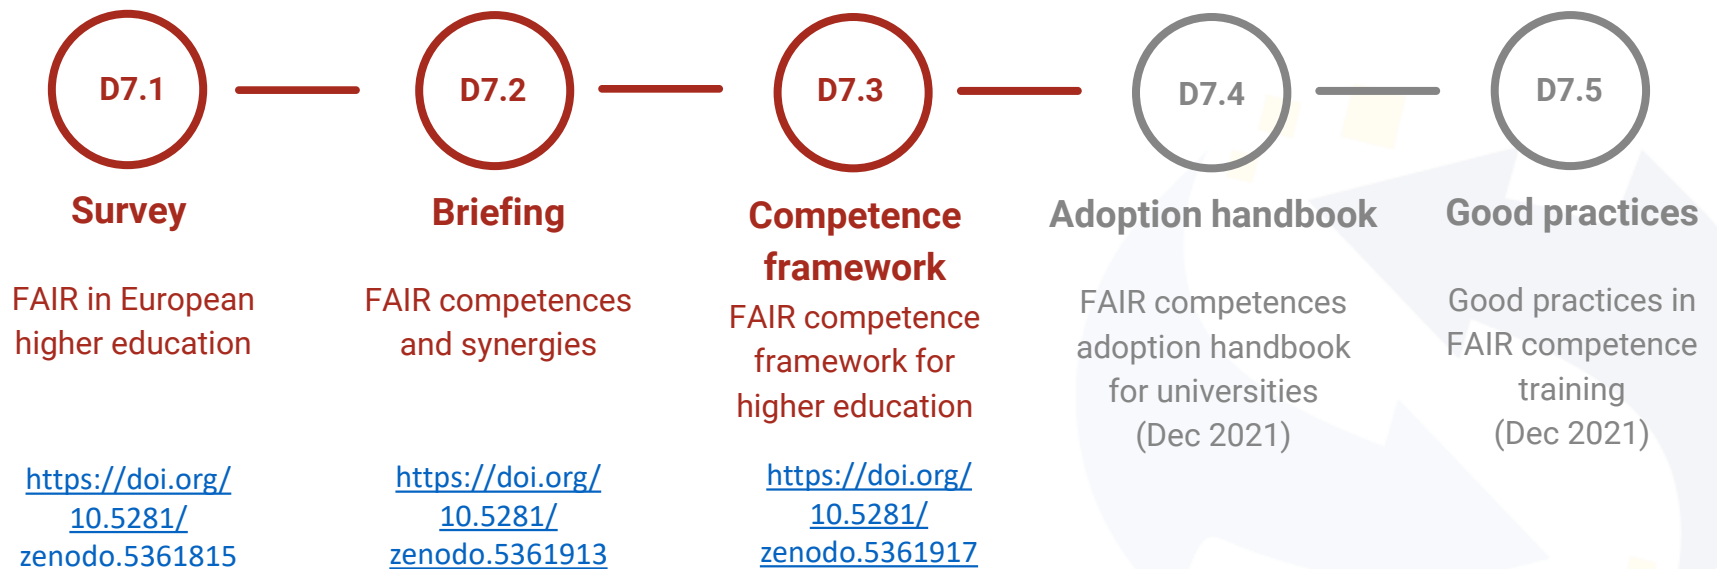 D7.1
Survey
FAIR in European
higher education
https://doi.org/
10.5281/
zenodo.5361815
D7.2
Briefing
FAIR competences
and synergies
https://doi.org/
10.5281/
zenodo.5361913
D7.3
Competence
framework
FAIR competence
framework for
higher education
https://doi.org/
10.5281/
zenodo.5361917
D7.4
Adoption handbook
FAIR competences
adoption handbook
for universities
(Dec 2021)
D7.5
Good practices
Good practices in
FAIR competence
training
(Dec 2021)